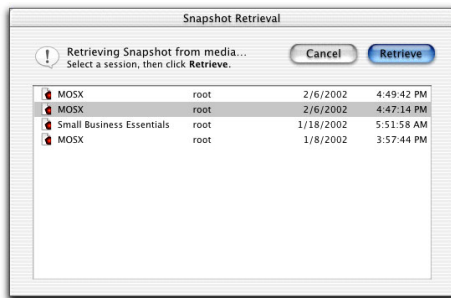 Snapshot Retrieval
Retrieving Snapshot from media...
Select a session, then click Retrieve.
Cancel
Retrieve
MOSX root 2/6/2002 4:49:42 PM
MOSX root 2/6/2002 4:47:14 PM
Small Business Essentials root 1/18/2002 5:51:58 AM
MOSX root 1/8/2002 3:57:44 PM